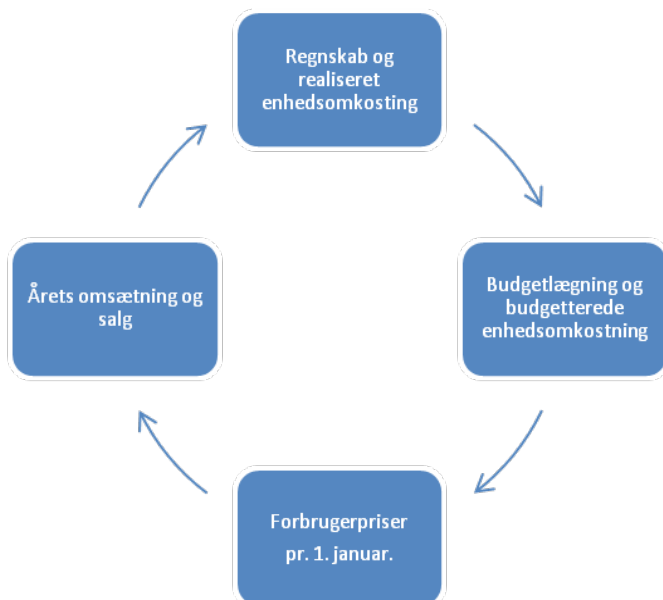 Regnskab og
realiseret
enhedsomkosting
Årets omsætning og
salg
Budgetlægning og
budgetterede
enhedsomkostning
Forbrugerpriser
pr. 1. januar.